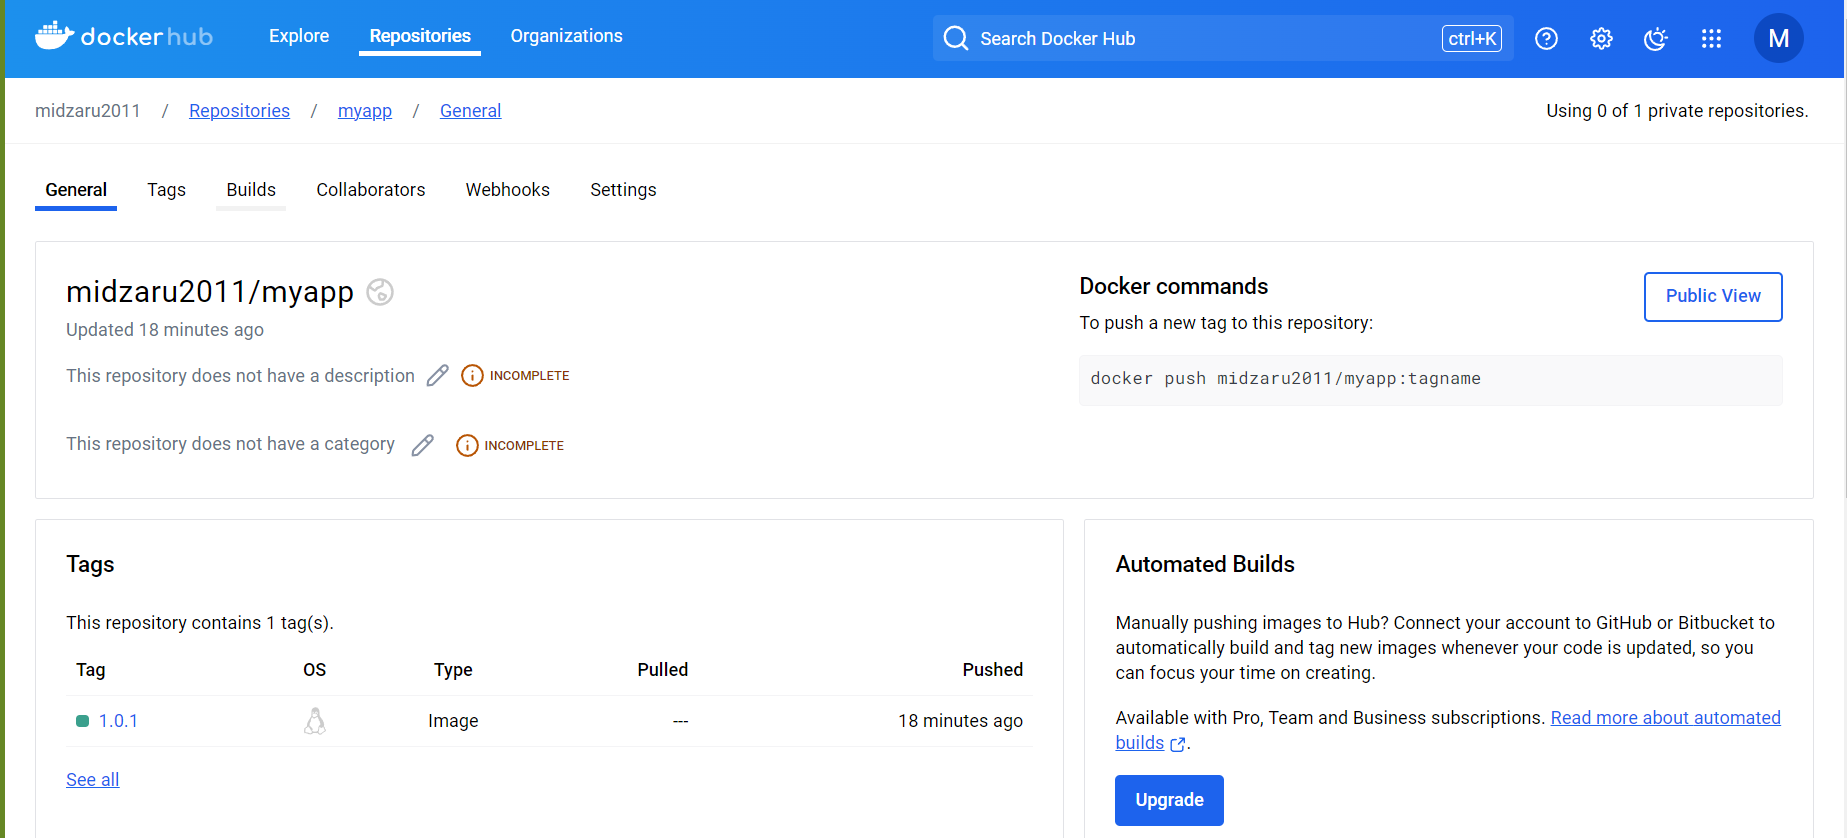 docker hub Explore Repositories Organizations Search Docker Hub ctrl+K M
midzaru2011 / Repositories / myapp / General Using 0 of 1 private repositories.
General Tags Builds Collaborators Webhooks Settings
midzaru2011/myapp
Updated 18 minutes ago
This repository does not have a description INCOMPLETE
This repository does not have a category INCOMPLETE
Docker commands
Public View
To push a new tag to this repository:
docker push midzaru2011/myapp:tagname
Tags
This repository contains 1 tag(s).
Tag OS Type Pulled Pushed
1.0.1 Image --- 18 minutes ago
See all
Automated Builds
Manually pushing images to Hub? Connect your account to GitHub or Bitbucket to
automatically build and tag new images whenever your code is updated, so you
can focus your time on creating.
Available with Pro, Team and Business subscriptions. Read more about automated
builds.
Upgrade